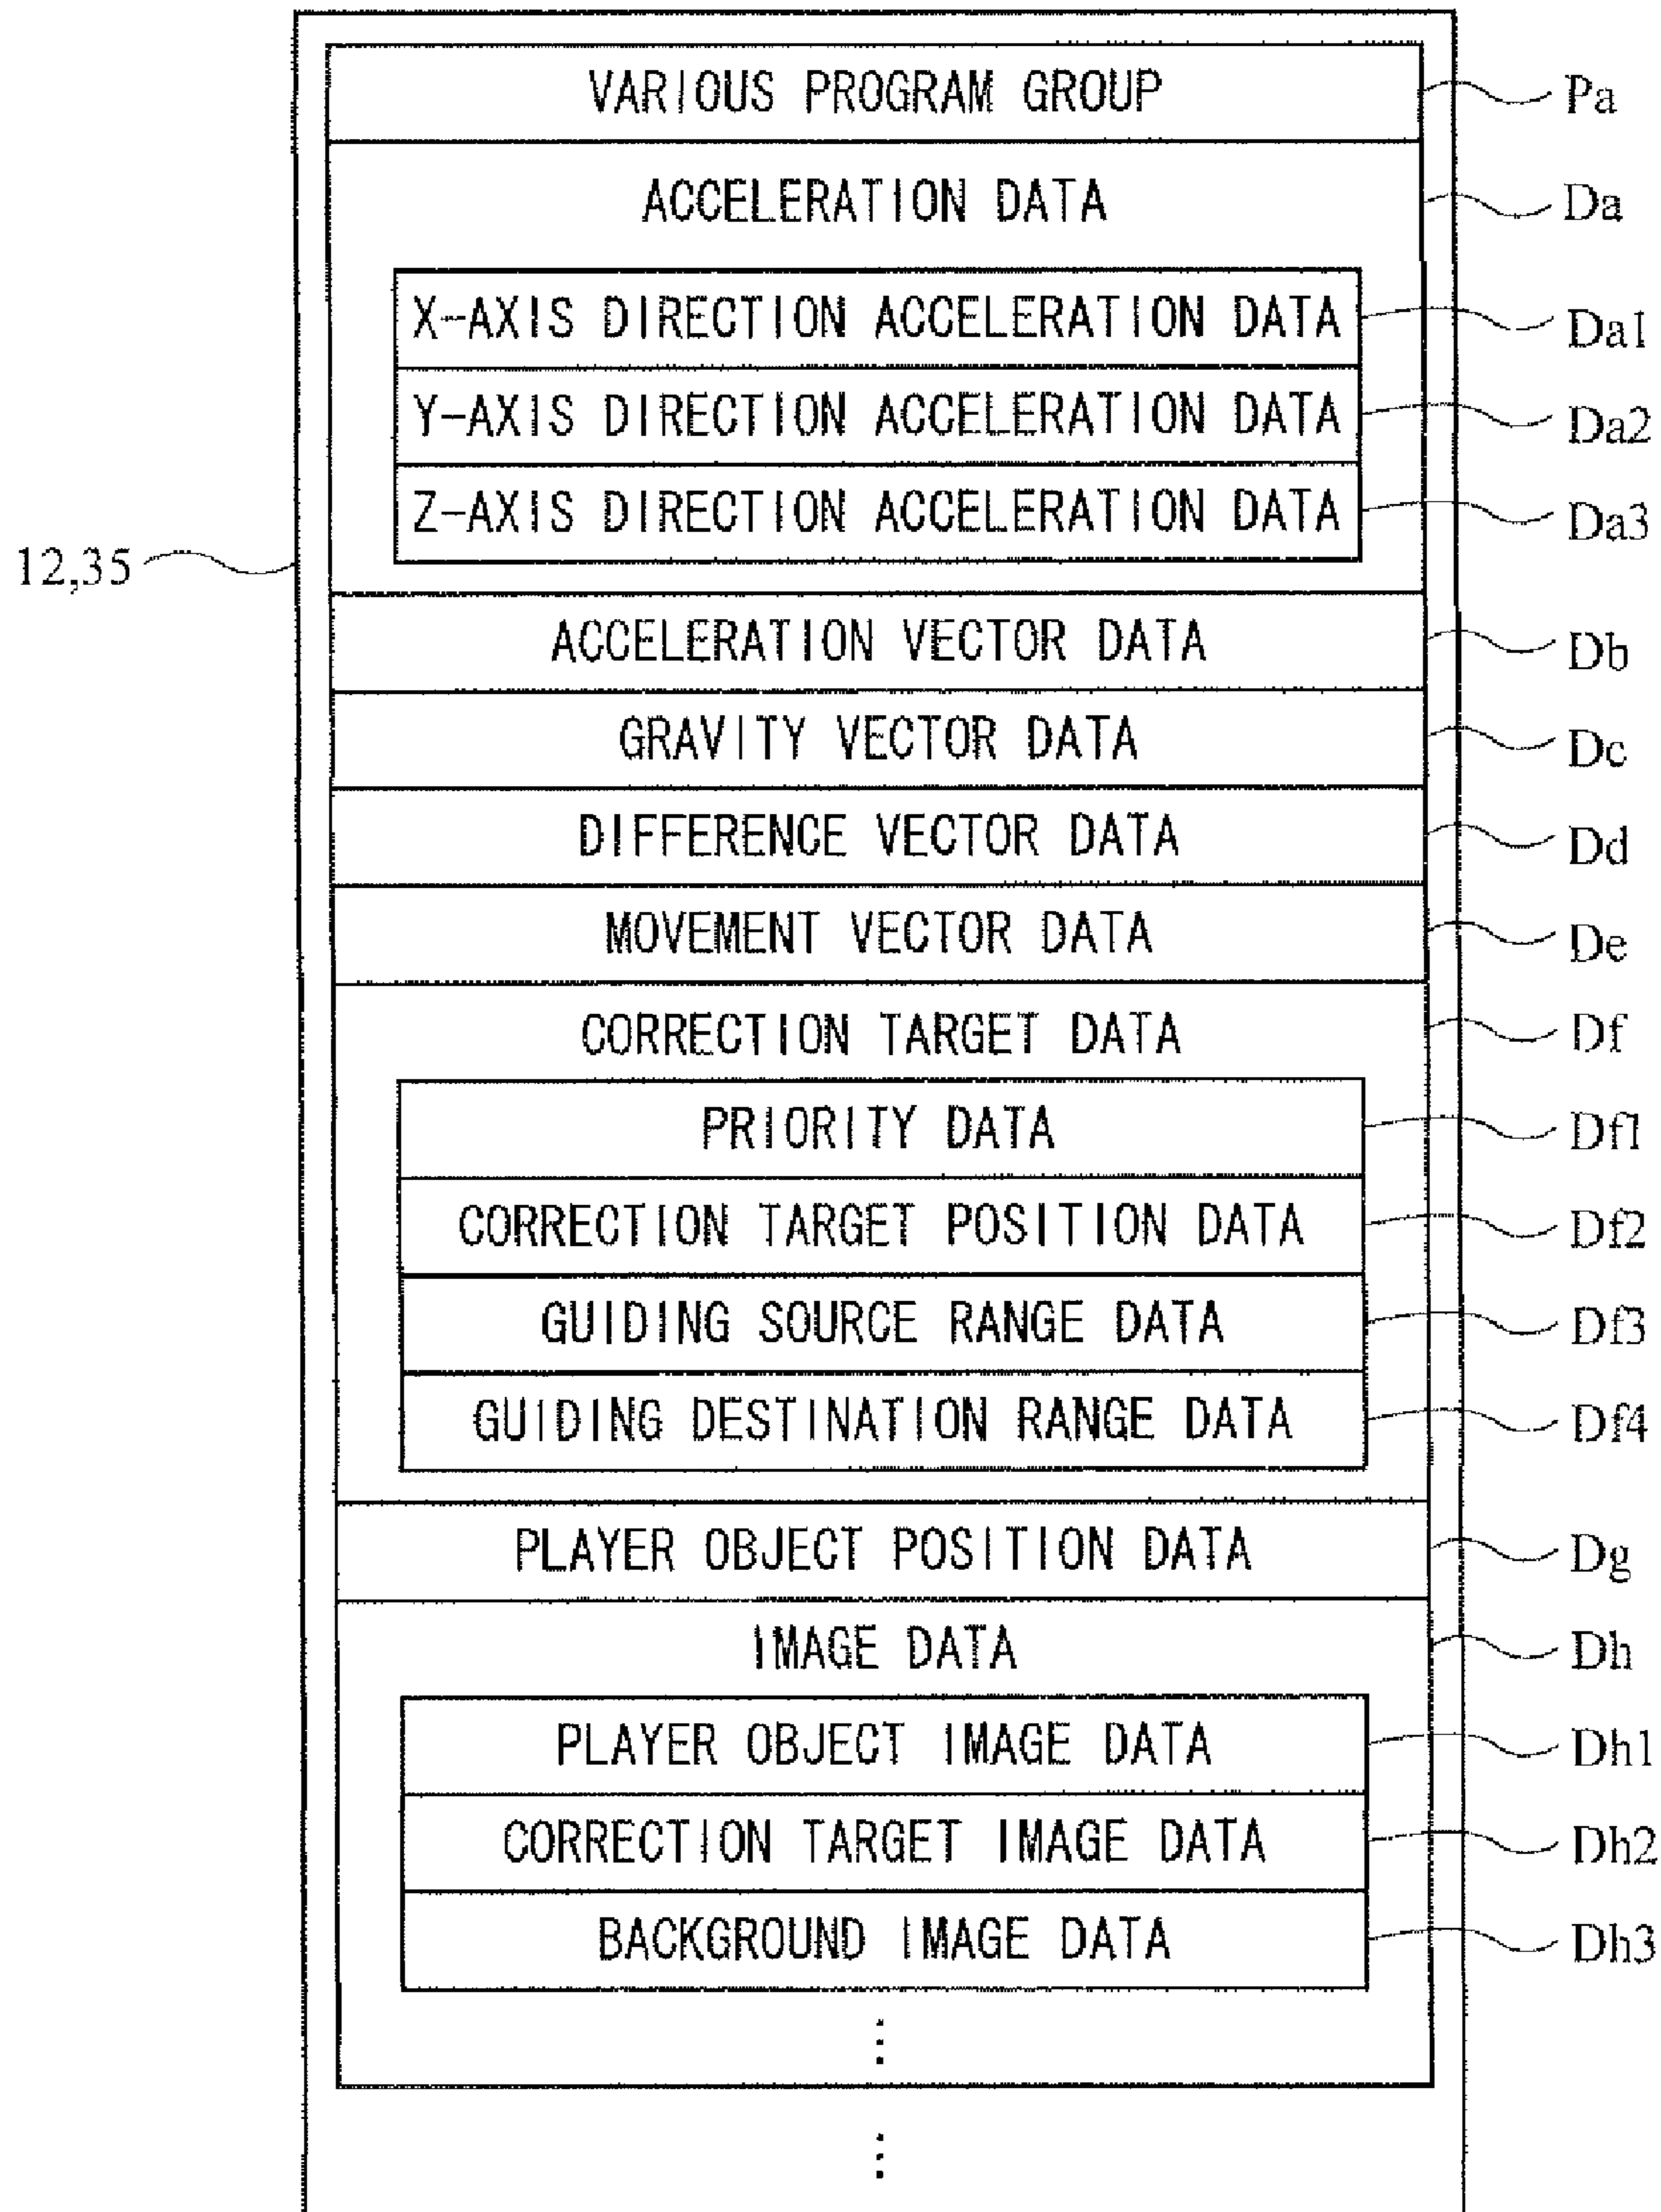 VARIOUS PROGRAM GROUP Pa
ACCELERATION DATA Da
X-AXIS DIRECTION ACCELERATION DATA Da1
Y-AXIS DIRECTION ACCELERATION DATA Da2
Z-AXIS DIRECTION ACCELERATION DATA Da3
12,35
ACCELERATION VECTOR DATA Db
GRAVITY VECTOR DATA Dc
DIFFERENCE VECTOR DATA Dd
MOVEMENT VECTOR DATA De
CORRECTION TARGET DATA Df
PRIORITY DATA Df1
CORRECTION TARGET POSITION DATA Df2
GUIDING SOURCE RANGE DATA Df3
GUIDING DESTINATION RANGE DATA Df4
PLAYER OBJECT POSITION DATA Dg
IMAGE DATA Dh
PLAYER OBJECT IMAGE DATA Dh1
CORRECTION TARGET IMAGE DATA Dh2
BACKGROUND IMAGE DATA Dh3
⋮
⋮